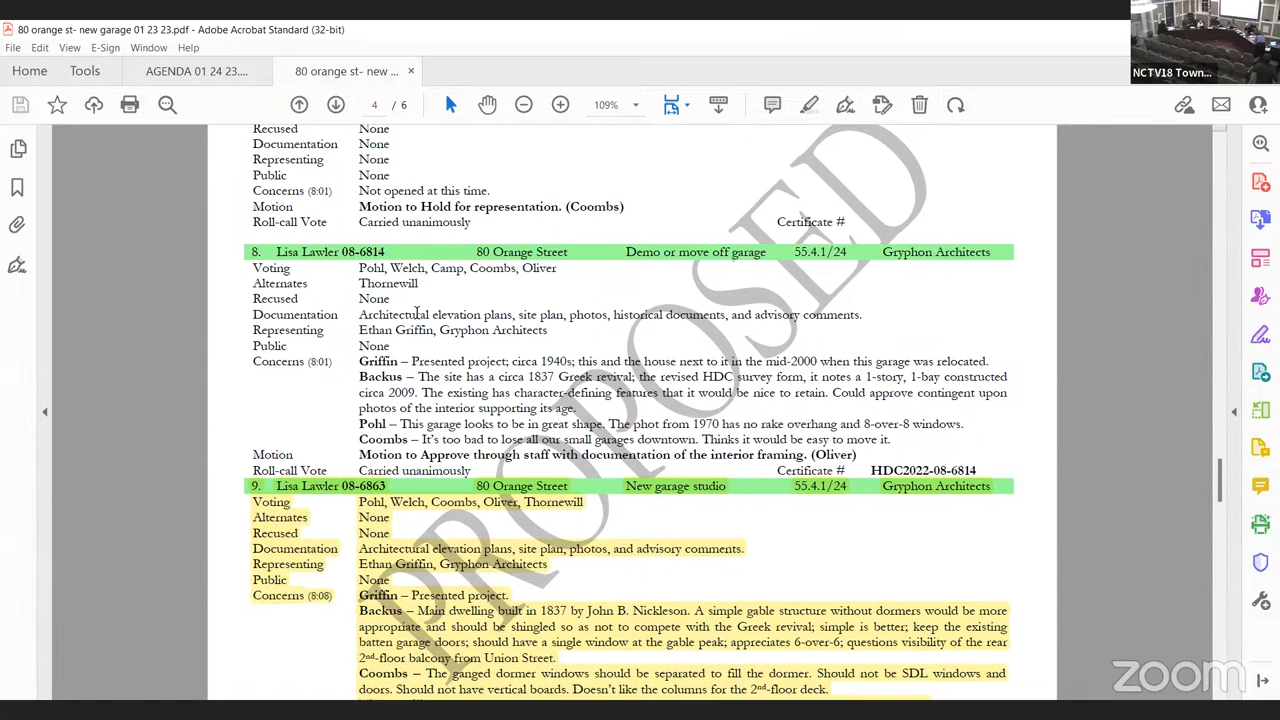 80 orange st- new garage 01 23 23.pdf - Adobe Acrobat Standard (32-bit)
File Edit View E-Sign Window Help
Home Tools AGENDA 01 24 23.... 80 orange st- new ... ×
4 / 6 109%
NCTV18 Town...
Recused None
Documentation None
Representing None
Public None
Concerns (8:01) Not opened at this time.
Motion Motion to Hold for representation. (Coombs)
Roll-call Vote Carried unanimously Certificate #
8. Lisa Lawler 08-6814 80 Orange Street Demo or move off garage 55.4.1/24 Gryphon Architects
Voting Pohl, Welch, Camp, Coombs, Oliver
Alternates Thornewill
Recused None
Documentation Architectural elevation plans, site plan, photos, historical documents, and advisory comments.
Representing Ethan Griffin, Gryphon Architects
Public None
Concerns (8:01) Griffin – Presented project; circa 1940s; this and the house next to it in the mid-2000 when this garage was relocated.
Backus – The site has a circa 1837 Greek revival; the revised HDC survey form, it notes a 1-story, 1-bay constructed
circa 2009. The existing has character-defining features that it would be nice to retain. Could approve contingent upon
photos of the interior supporting its age.
Pohl – This garage looks to be in great shape. The phot from 1970 has no rake overhang and 8-over-8 windows.
Coombs – It's too bad to lose all our small garages downtown. Thinks it would be easy to move it.
Motion Motion to Approve through staff with documentation of the interior framing. (Oliver)
Roll-call Vote Carried unanimously Certificate # HDC2022-08-6814
9. Lisa Lawler 08-6863 80 Orange Street New garage studio 55.4.1/24 Gryphon Architects
Voting Pohl, Welch, Coombs, Oliver, Thornewill
Alternates None
Recused None
Documentation Architectural elevation plans, site plan, photos, and advisory comments.
Representing Ethan Griffin, Gryphon Architects
Public None
Concerns (8:08) Griffin – Presented project.
Backus – Main dwelling built in 1837 by John B. Nickleson. A simple gable structure without dormers would be more
appropriate and should be shingled so as not to compete with the Greek revival; simple is better; keep the existing
batten garage doors; should have a single window at the gable peak; appreciates 6-over-6; questions visibility of the rear
2nd-floor balcony from Union Street.
Coombs – The ganged dormer windows should be separated to fill the dormer. Should not be SDL windows and
doors. Should not have vertical boards. Doesn't like the columns for the 2nd-floor deck.
PROPOSED
zoom